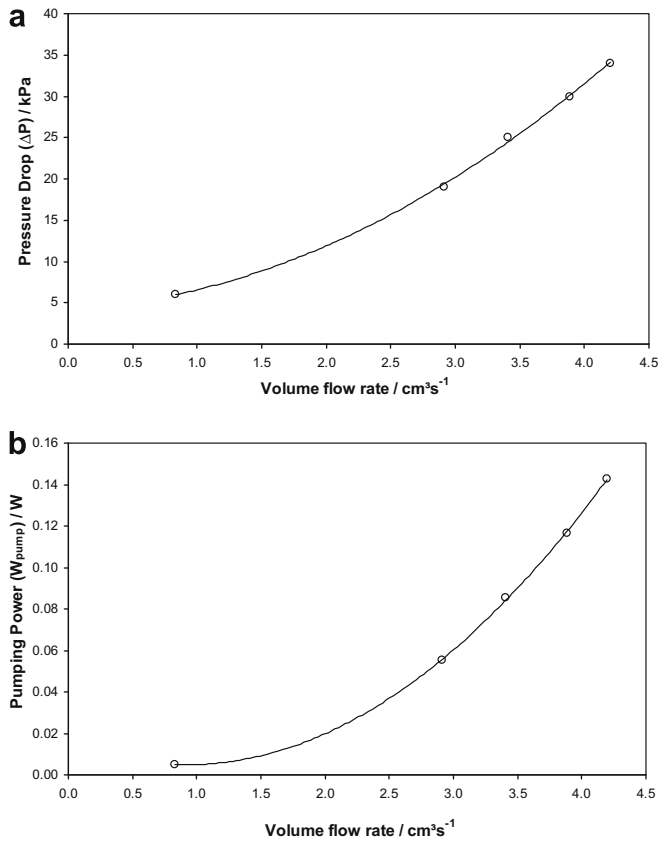 a
40
35
30
25
20
15
10
5
0
Pressure Drop (ΔP) / kPa
0.0 0.5 1.0 1.5 2.0 2.5 3.0 3.5 4.0 4.5
Volume flow rate / cm³s⁻¹
b
0.16
0.14
0.12
0.10
0.08
0.06
0.04
0.02
0.00
Pumping Power (Wpump) / W
0.0 0.5 1.0 1.5 2.0 2.5 3.0 3.5 4.0 4.5
Volume flow rate / cm³s⁻¹